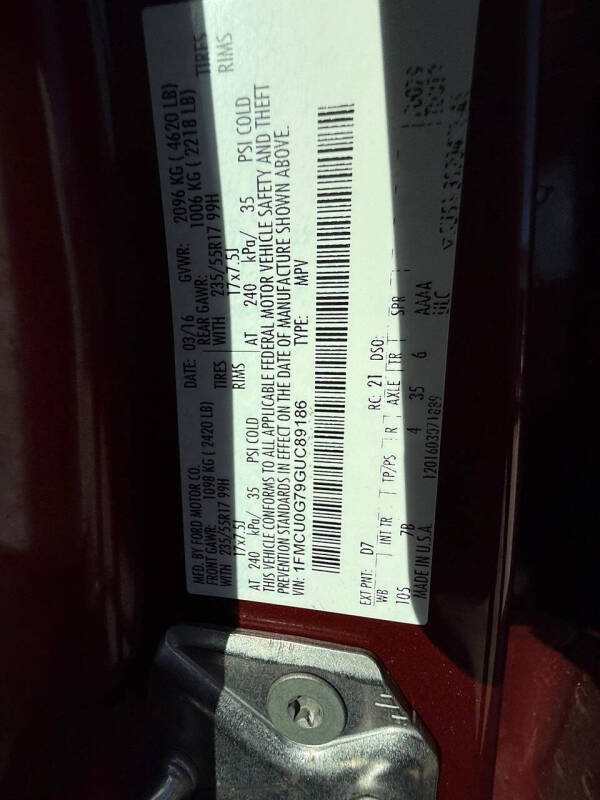 MFD. BY FORD MOTOR CO.
DATE: 03/16 GVWR: 2096 KG ( 4620 LB)
FRONT GAWR: 1098 KG ( 2420 LB) REAR GAWR: 1006 KG ( 2218 LB)
WITH 235/55R17 99H TIRES WITH 235/55R17 99H TIRES
17x7.5J RIMS 17x7.5J RIMS
AT 240 kPa/ 35 PSI COLD AT 240 kPa/ 35 PSI COLD
THIS VEHICLE CONFORMS TO ALL APPLICABLE FEDERAL MOTOR VEHICLE SAFETY AND THEFT
PREVENTION STANDARDS IN EFFECT ON THE DATE OF MANUFACTURE SHOWN ABOVE.
VIN: 1FMCU0G79GUC89186 TYPE: MPV
EXT PNT: D7 RC: 21 DSO:
WB INT TR TP/PS R AXLE TR SPR
105 7B 4 35 6 AAAA
MADE IN U.S.A. 1201603071889 ULC